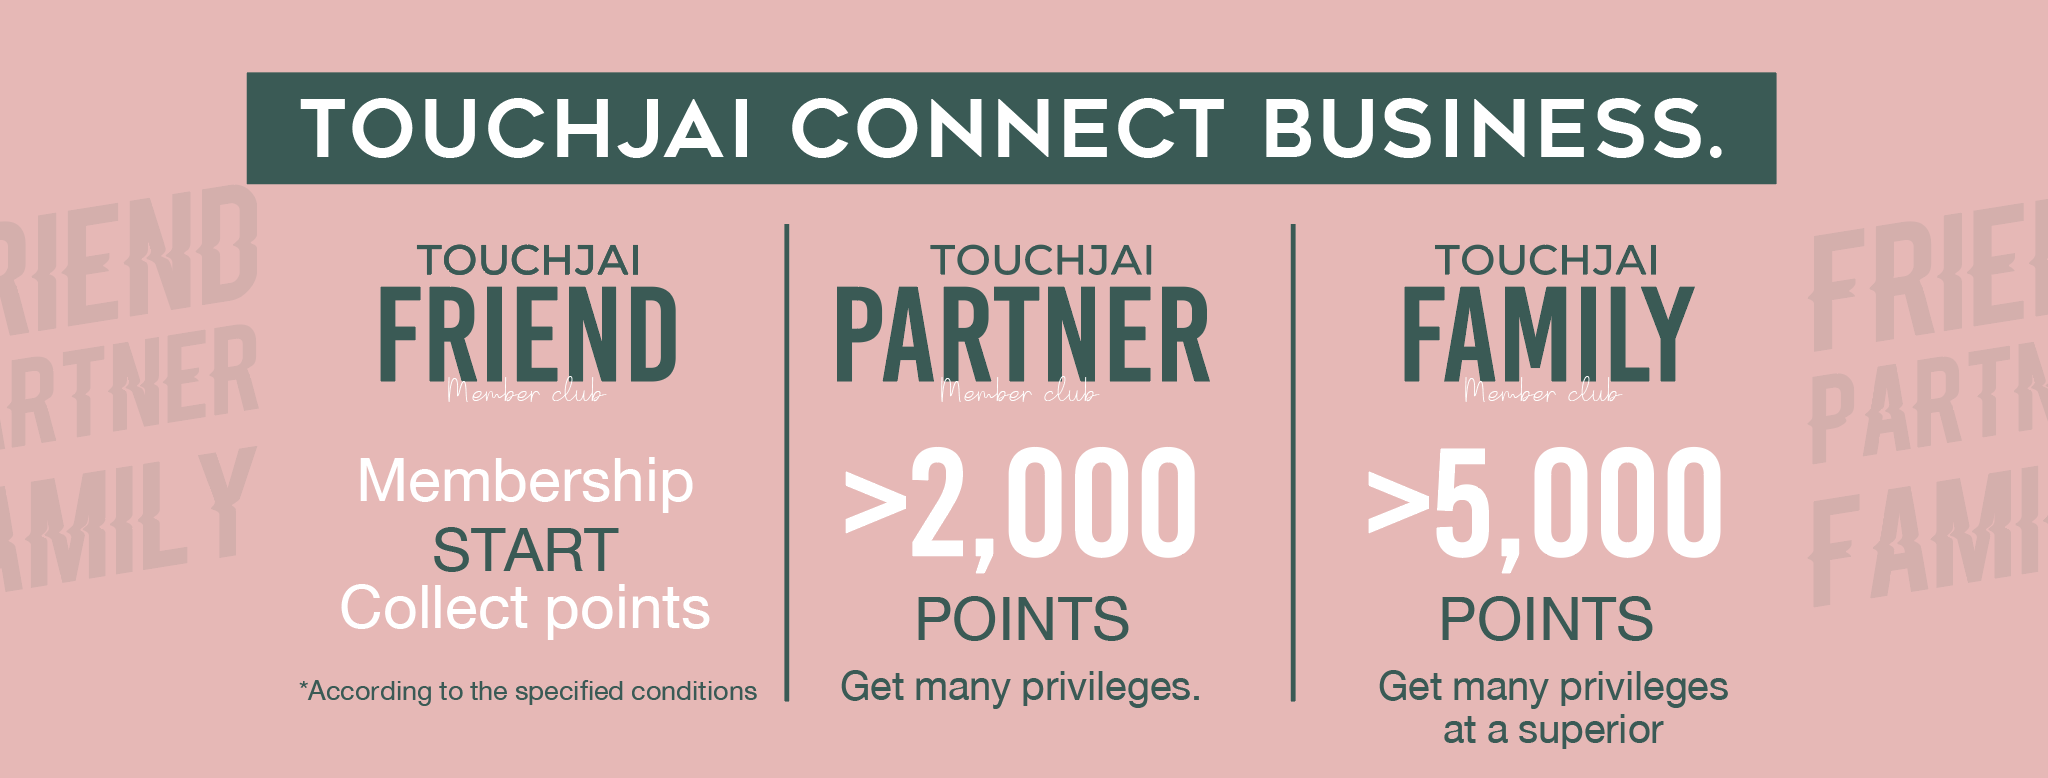 TOUCHJAI CONNECT BUSINESS.
TOUCHJAI
FRIEND
Member club
Membership
START
Collect points
*According to the specified conditions
TOUCHJAI
PARTNER
Member club
>2,000
POINTS
Get many privileges.
TOUCHJAI
FAMILY
Member club
>5,000
POINTS
Get many privileges
at a superior
RIEND
ARTNER
AMILY
FRIE
PARTN
FAMI